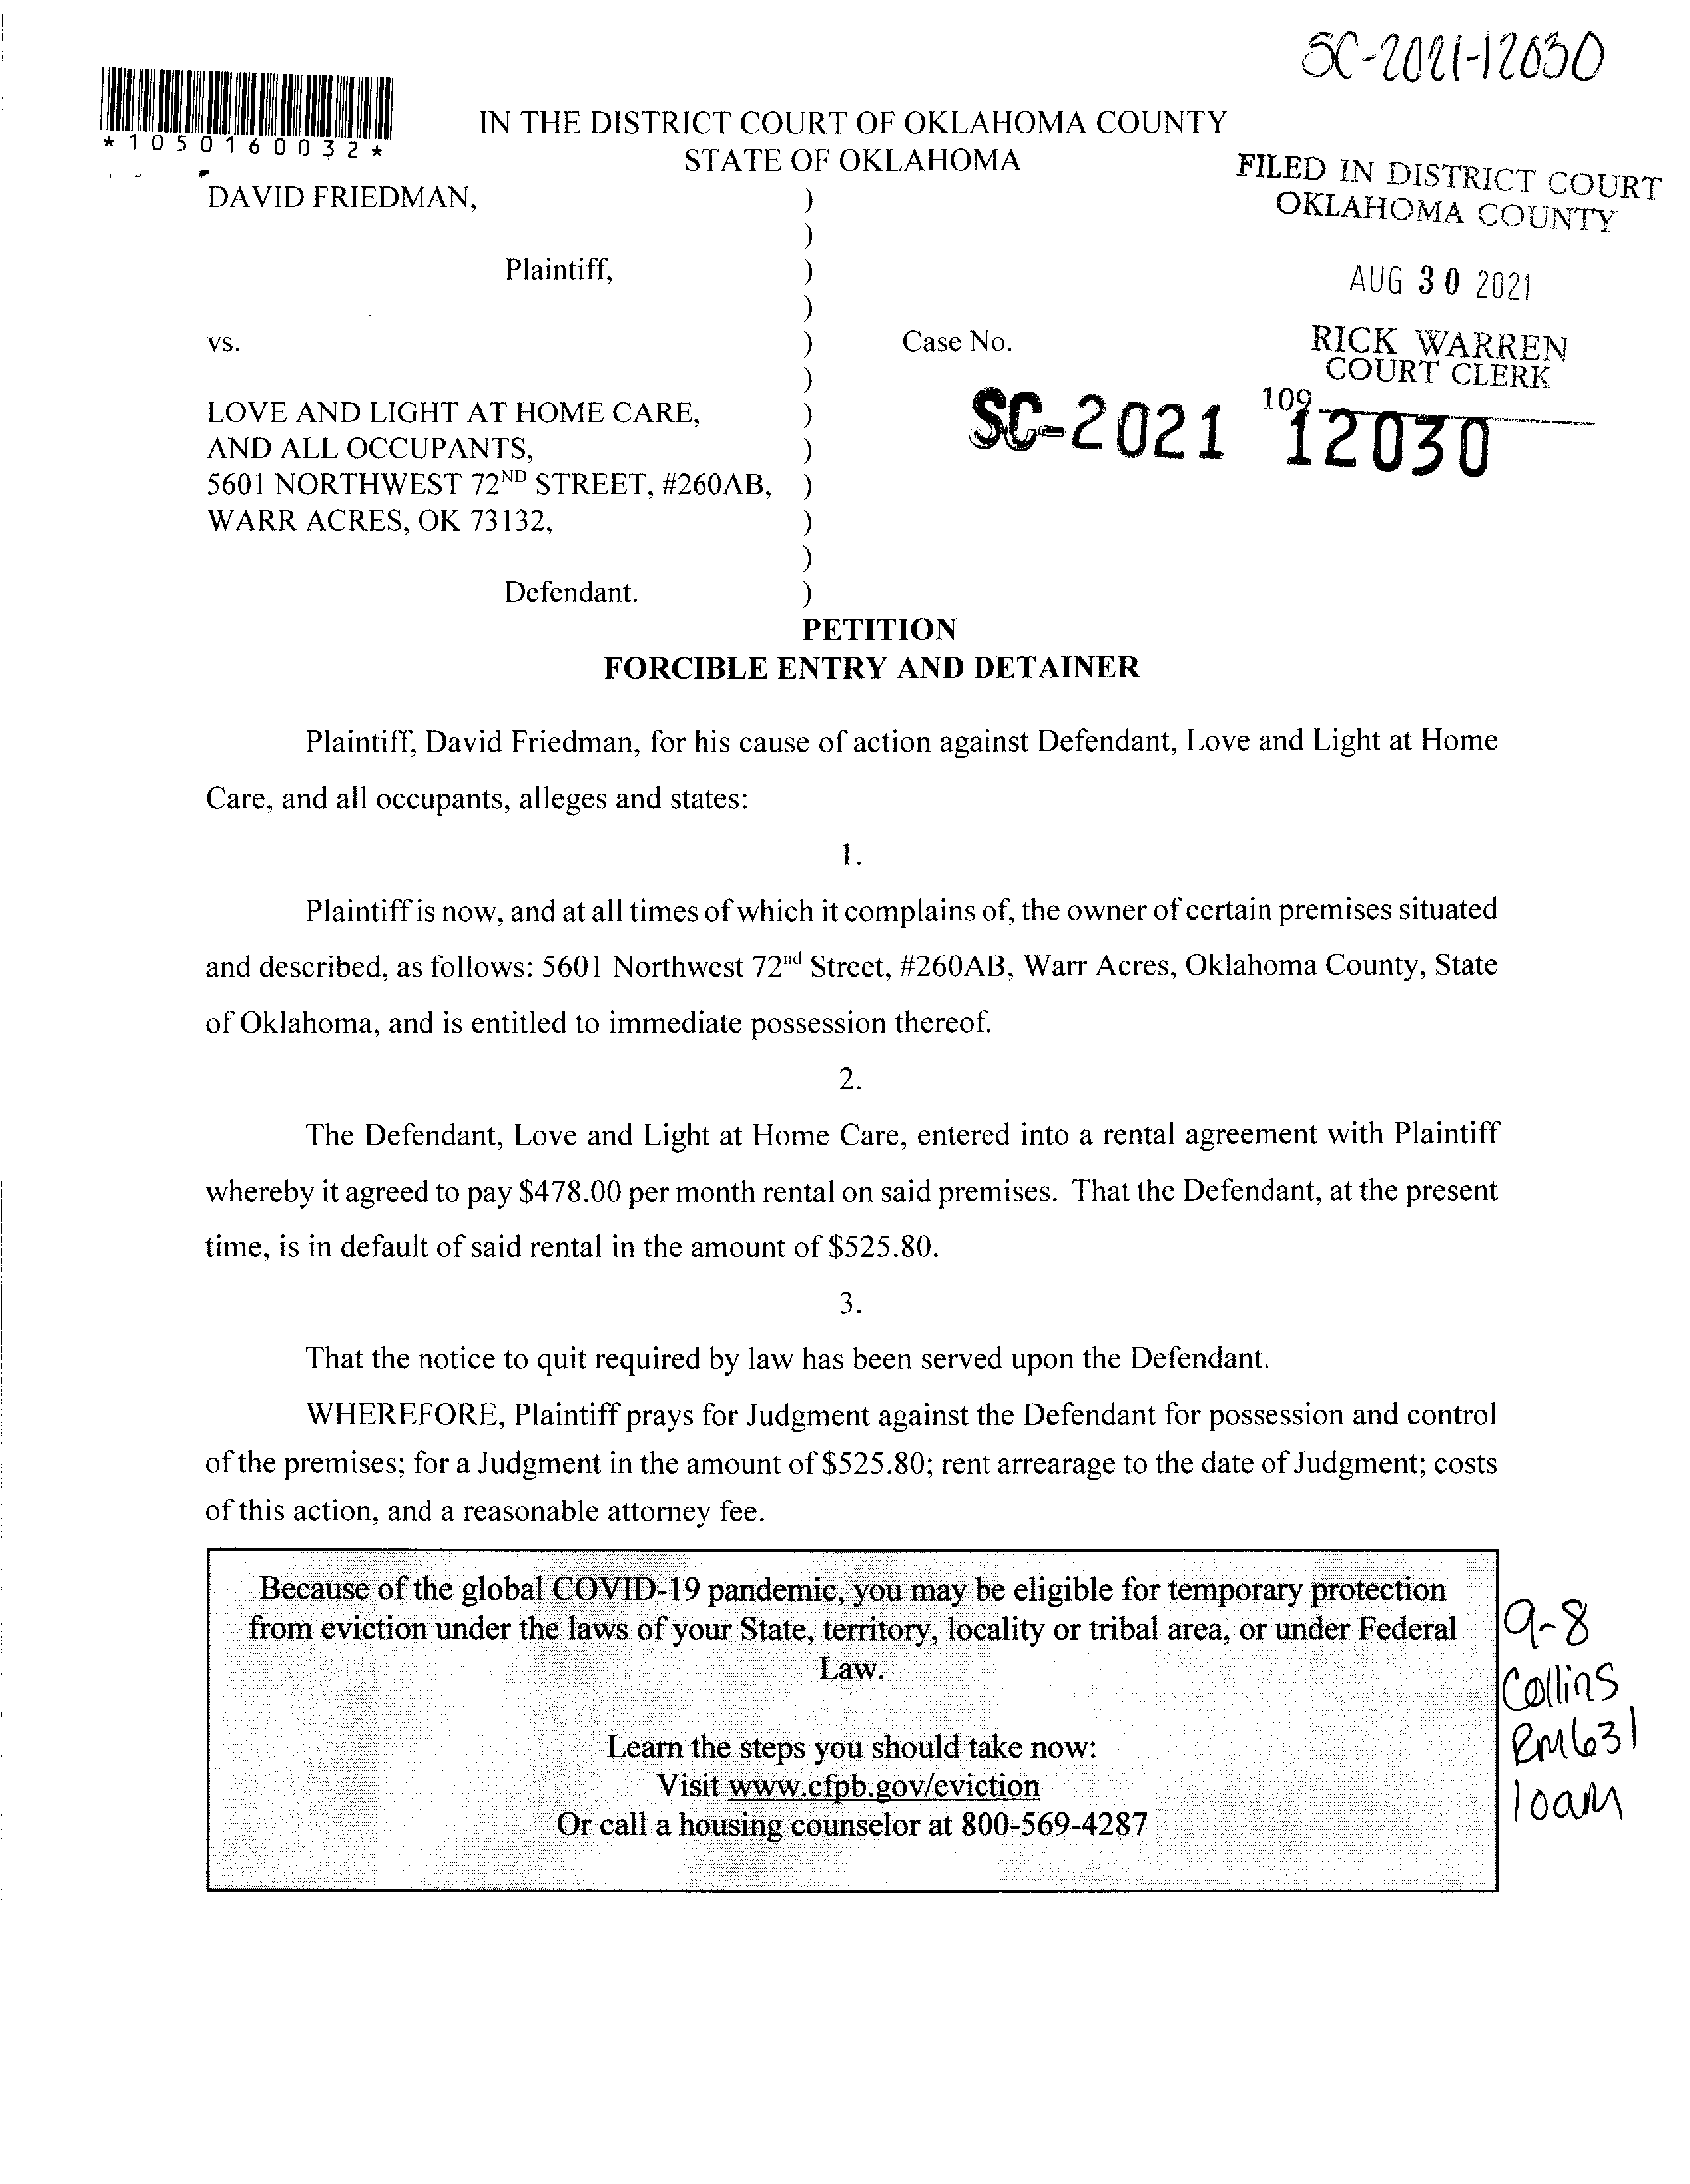 SC-2021-12030
*1050160032*
IN THE DISTRICT COURT OF OKLAHOMA COUNTY
STATE OF OKLAHOMA
FILED IN DISTRICT COURT
OKLAHOMA COUNTY
AUG 30 2021
RICK WARREN
COURT CLERK
109
DAVID FRIEDMAN, )
)
Plaintiff, )
)
vs. ) Case No.
)
LOVE AND LIGHT AT HOME CARE, ) SC-2021 12030
AND ALL OCCUPANTS, )
5601 NORTHWEST 72ND STREET, #260AB, )
WARR ACRES, OK 73132, )
)
Defendant. )
PETITION
FORCIBLE ENTRY AND DETAINER
Plaintiff, David Friedman, for his cause of action against Defendant, Love and Light at Home
Care, and all occupants, alleges and states:
1.
Plaintiff is now, and at all times of which it complains of, the owner of certain premises situated
and described, as follows: 5601 Northwest 72nd Street, #260AB, Warr Acres, Oklahoma County, State
of Oklahoma, and is entitled to immediate possession thereof.
2.
The Defendant, Love and Light at Home Care, entered into a rental agreement with Plaintiff
whereby it agreed to pay $478.00 per month rental on said premises. That the Defendant, at the present
time, is in default of said rental in the amount of $525.80.
3.
That the notice to quit required by law has been served upon the Defendant.
WHEREFORE, Plaintiff prays for Judgment against the Defendant for possession and control
of the premises; for a Judgment in the amount of $525.80; rent arrearage to the date of Judgment; costs
of this action, and a reasonable attorney fee.
Because of the global COVID-19 pandemic, you may be eligible for temporary protection
from eviction under the laws of your State, territory, locality or tribal area, or under Federal
Law.
Learn the steps you should take now:
Visit www.cfpb.gov/eviction
Or call a housing counselor at 800-569-4287
9-8
Collins
Rm631
10am